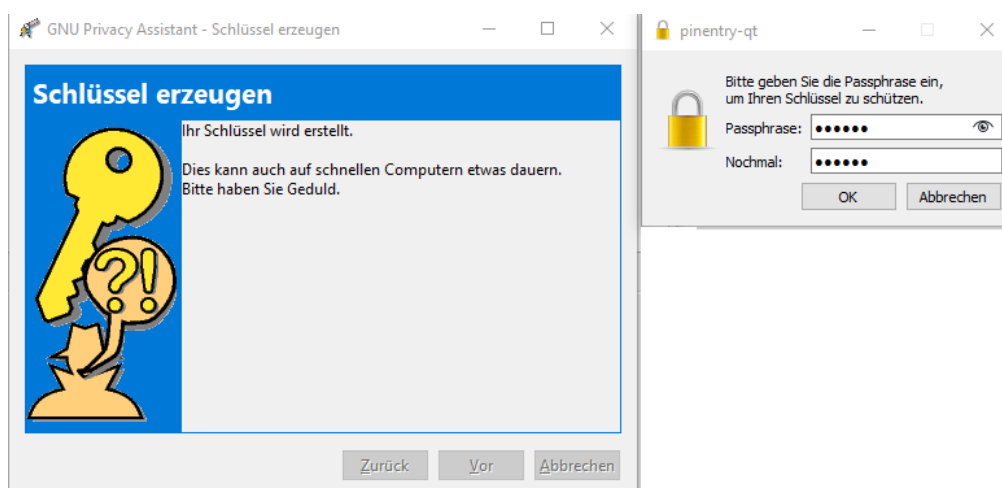 GNU Privacy Assistant - Schlüssel erzeugen
Schlüssel erzeugen
Ihr Schlüssel wird erstellt.
Dies kann auch auf schnellen Computern etwas dauern.
Bitte haben Sie Geduld.
?!
Zurück
Vor
Abbrechen
pinentry-qt
Bitte geben Sie die Passphrase ein,
um Ihren Schlüssel zu schützen.
Passphrase: ●●●●●●
Nochmal: ●●●●●●
OK
Abbrechen